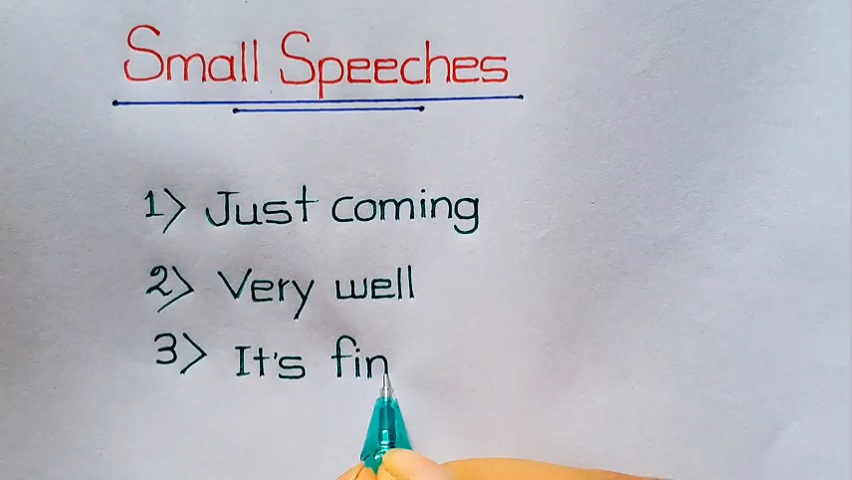 Small Speeches
1> Just coming
2> Very well
3> It's fin